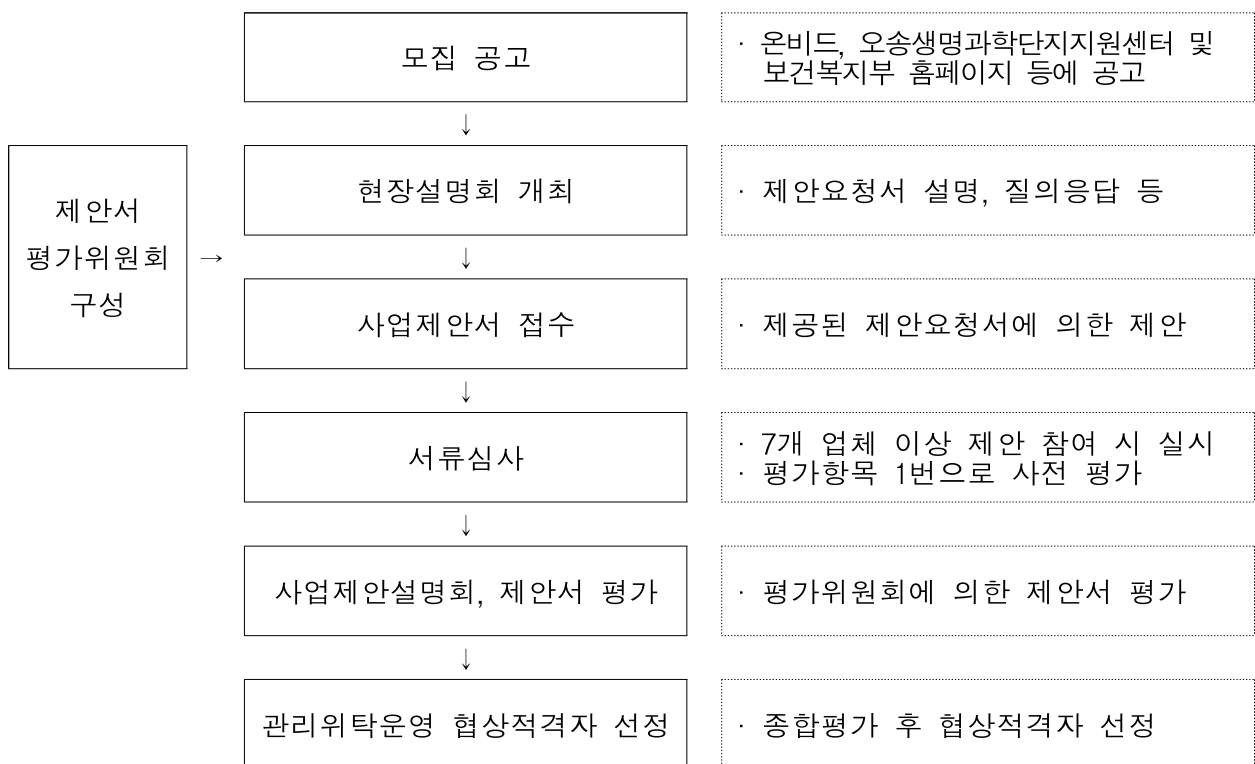 모집 공고
· 온비드, 오송생명과학단지지원센터 및
보건복지부 홈페이지 등에 공고
↓
제안서
평가위원회
구성
→
현장설명회 개최
· 제안요청서 설명, 질의응답 등
↓
사업제안서 접수
· 제공된 제안요청서에 의한 제안
↓
서류심사
· 7개 업체 이상 제안 참여 시 실시
· 평가항목 1번으로 사전 평가
↓
사업제안설명회, 제안서 평가
· 평가위원회에 의한 제안서 평가
↓
관리위탁운영 협상적격자 선정
· 종합평가 후 협상적격자 선정